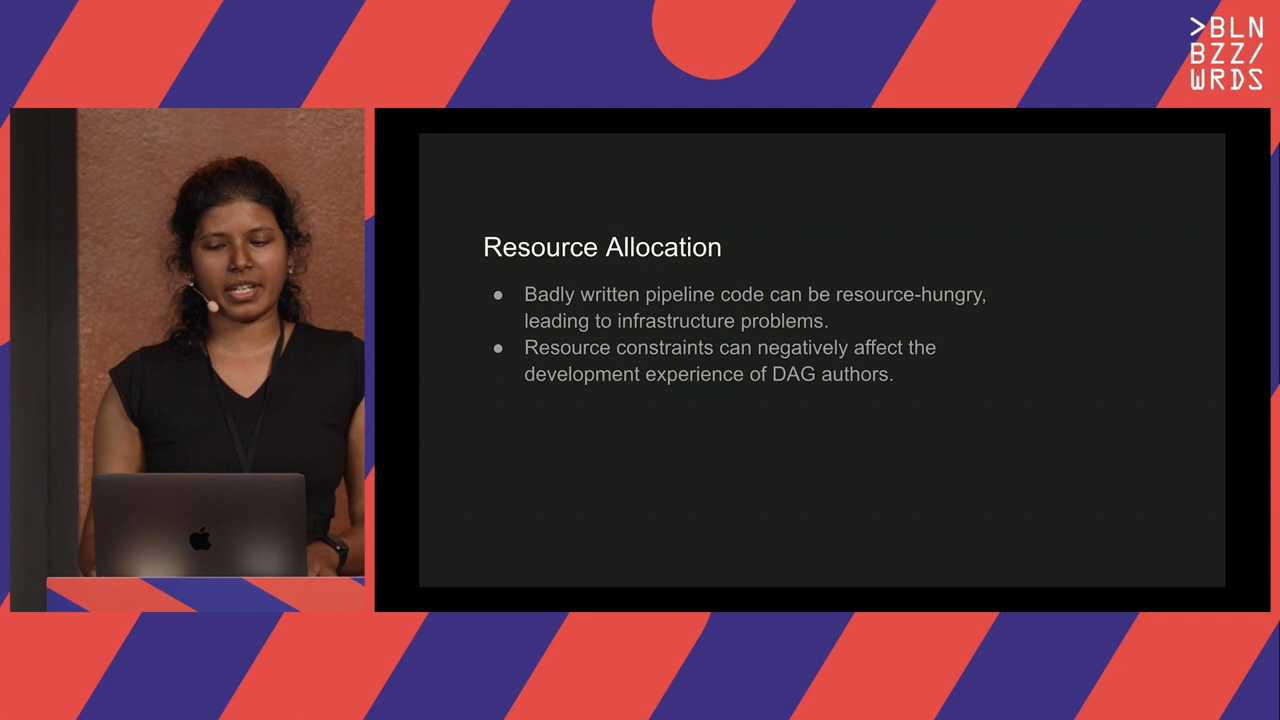 >BLN
BZZ/
WRDS
Resource Allocation
● Badly written pipeline code can be resource-hungry,
leading to infrastructure problems.
● Resource constraints can negatively affect the
development experience of DAG authors.